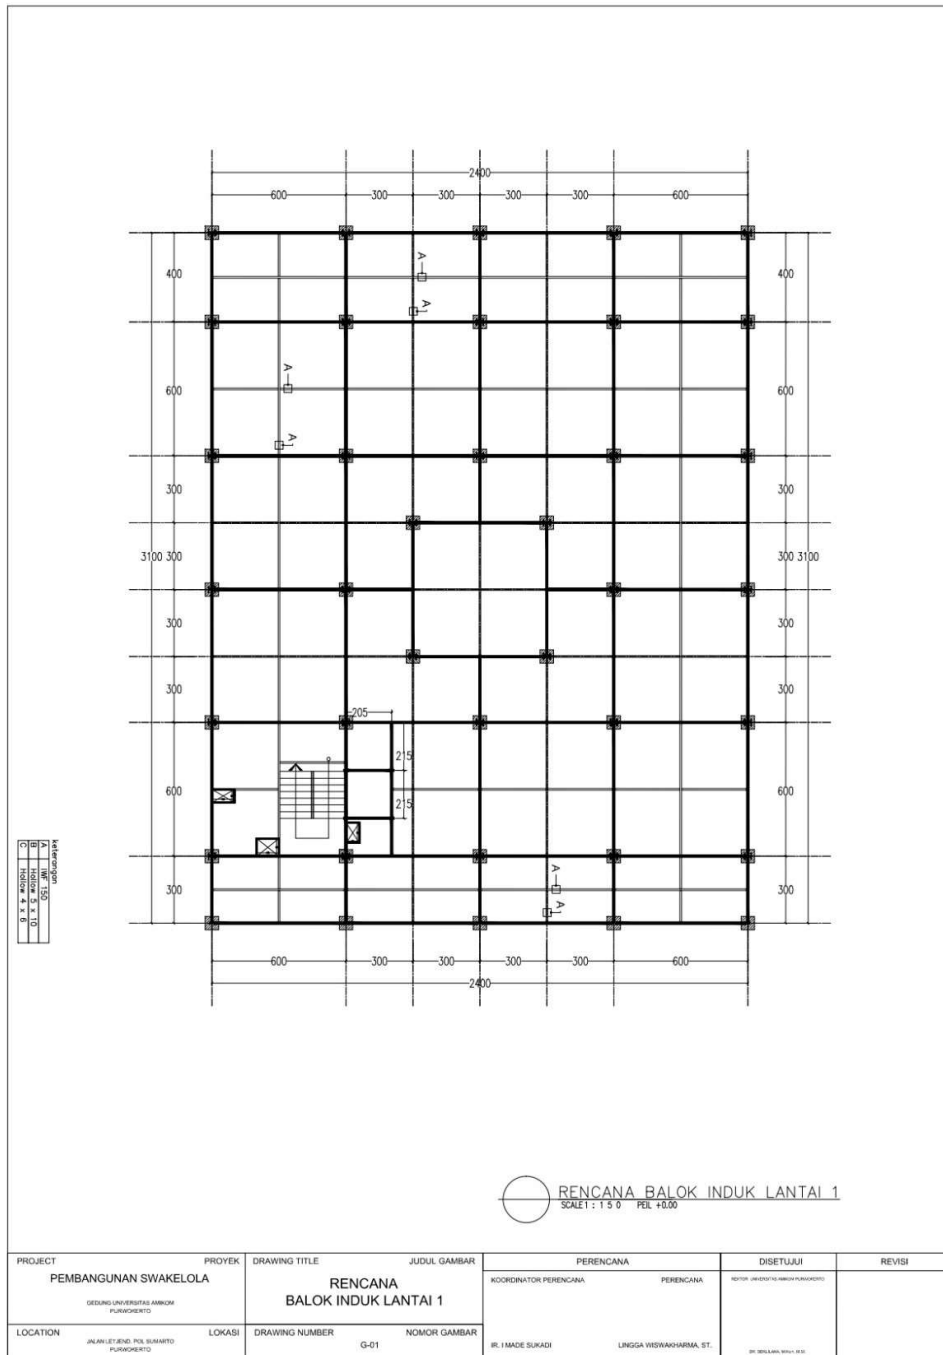 2400
600 300 300 300 300 600
400 A 400
A
600 A 600
A
300 300
3100 300 300 3100
300 300
300 300
205
215
600 215 600
300 A 300
A
600 300 300 300 300 600
2400
keterangan
A IWF 150
B Hollow 5 x 10
C Hollow 4 x 6
RENCANA BALOK INDUK LANTAI 1
SCALE 1 : 1 5 0 PEIL +0.00
PROJECT PROYEK
PEMBANGUNAN SWAKELOLA
GEDUNG UNIVERSITAS AMIKOM
PURWOKERTO
LOCATION LOKASI
JALAN LETJEND. POL SUMARTO
PURWOKERTO
DRAWING TITLE JUDUL GAMBAR
RENCANA
BALOK INDUK LANTAI 1
DRAWING NUMBER NOMOR GAMBAR
G-01
PERENCANA
KOORDINATOR PERENCANA PERENCANA
IR. I MADE SUKADI LINGGA WISWAKHARMA, ST.
DISETUJUI
REKTOR UNIVERSITAS AMIKOM PURWOKERTO
REVISI